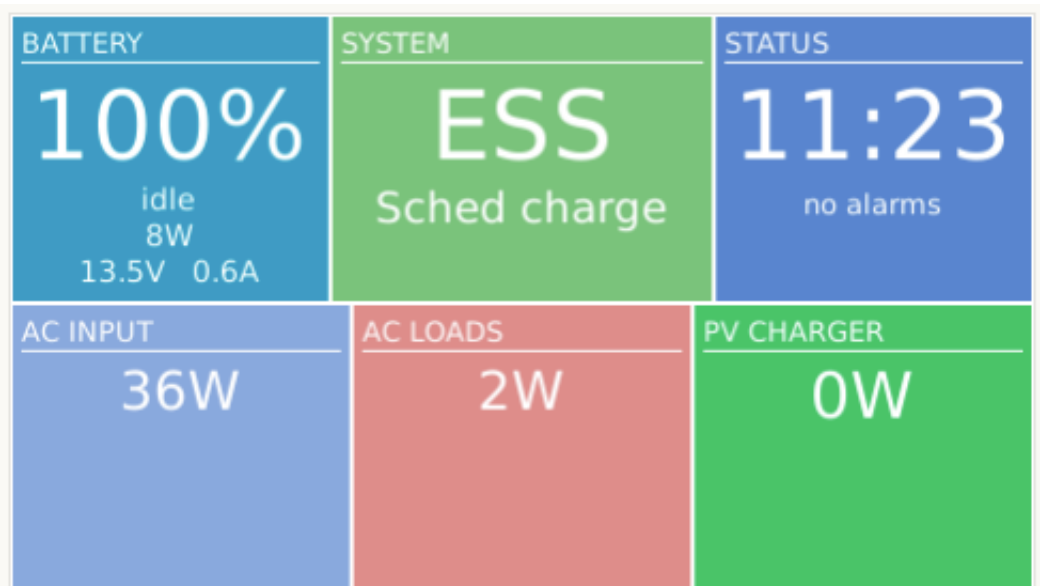 BATTERY
100%
idle
8W
13.5V 0.6A
SYSTEM
ESS
Sched charge
STATUS
11:23
no alarms
AC INPUT
36W
AC LOADS
2W
PV CHARGER
0W